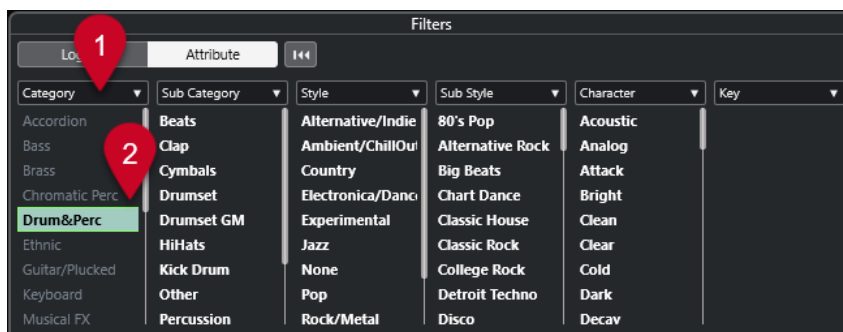 Filters
Attribute
1
Category
Sub Category
Style
Sub Style
Character
Key
Accordion
Bass
Brass
Chromatic Perc
Drum&Perc
Ethnic
Guitar/Plucked
Keyboard
Musical FX
2
Beats
Clap
Cymbals
Drumset
Drumset GM
HiHats
Kick Drum
Other
Percussion
Alternative/Indie
Ambient/ChillOut
Country
Electronica/Danc
Experimental
Jazz
None
Pop
Rock/Metal
80's Pop
Alternative Rock
Big Beats
Chart Dance
Classic House
Classic Rock
College Rock
Detroit Techno
Disco
Acoustic
Analog
Attack
Bright
Clean
Clear
Cold
Dark
Decay